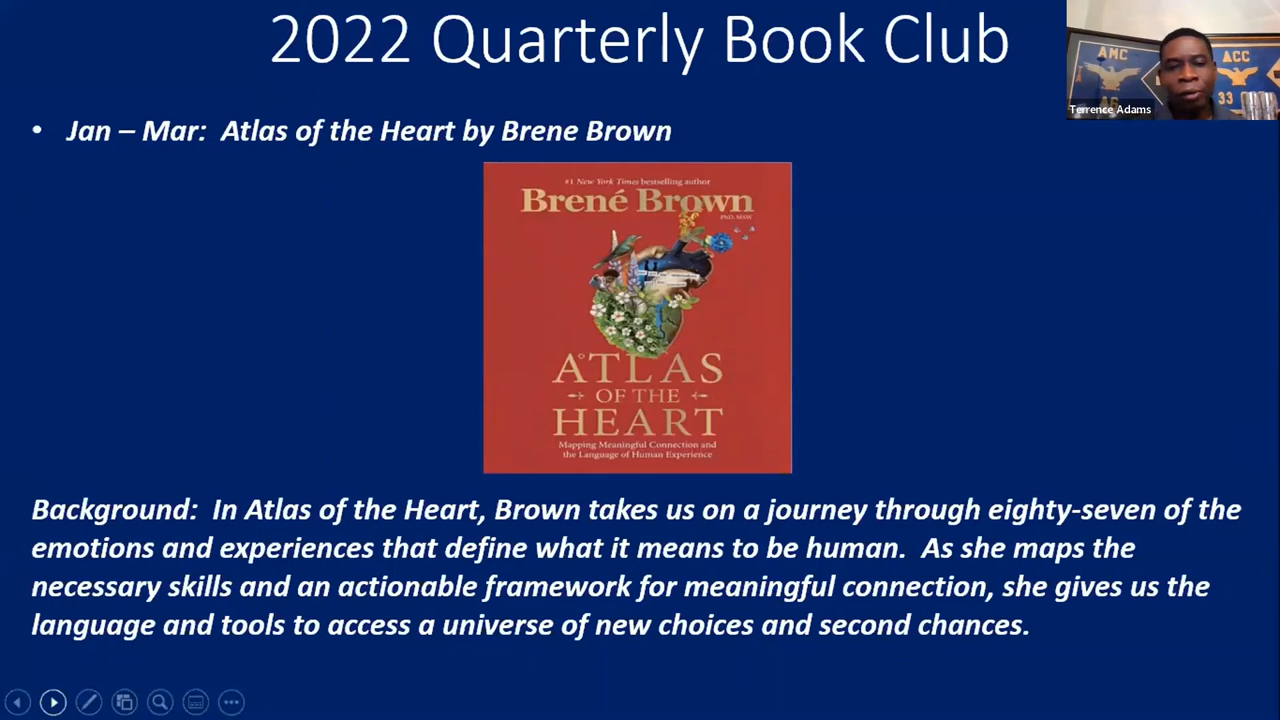 2022 Quarterly Book Club
AMC
ACC
33
Terrence Adams
• Jan – Mar: Atlas of the Heart by Brene Brown
#1 New York Times bestselling author
Brené Brown
PhD, MSW
ATLAS
OF THE
HEART
Mapping Meaningful Connection and
the Language of Human Experience
Background: In Atlas of the Heart, Brown takes us on a journey through eighty-seven of the
emotions and experiences that define what it means to be human. As she maps the
necessary skills and an actionable framework for meaningful connection, she gives us the
language and tools to access a universe of new choices and second chances.